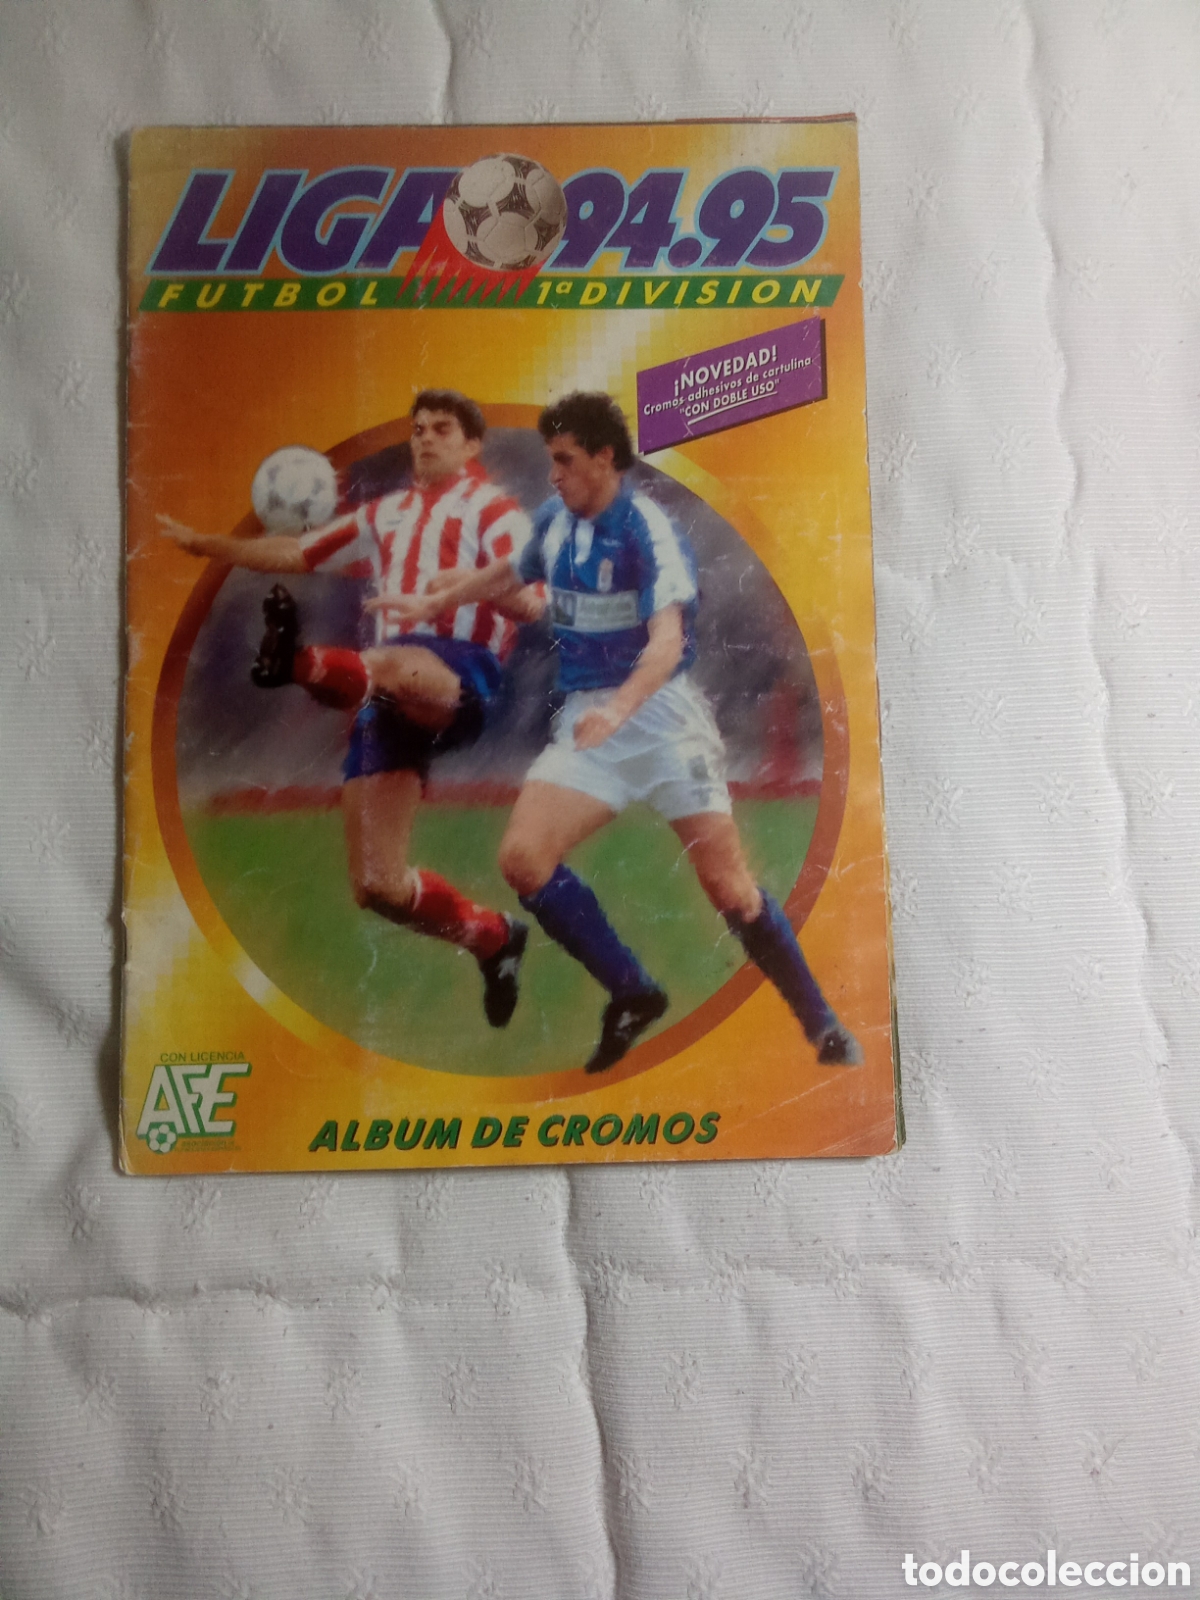 LIGA 94.95
FUTBOL 1ª DIVISION
¡NOVEDAD!
Cromos adhesivos de cartulina
"CON DOBLE USO"
CON LICENCIA
AFE
ALBUM DE CROMOS
todocoleccion